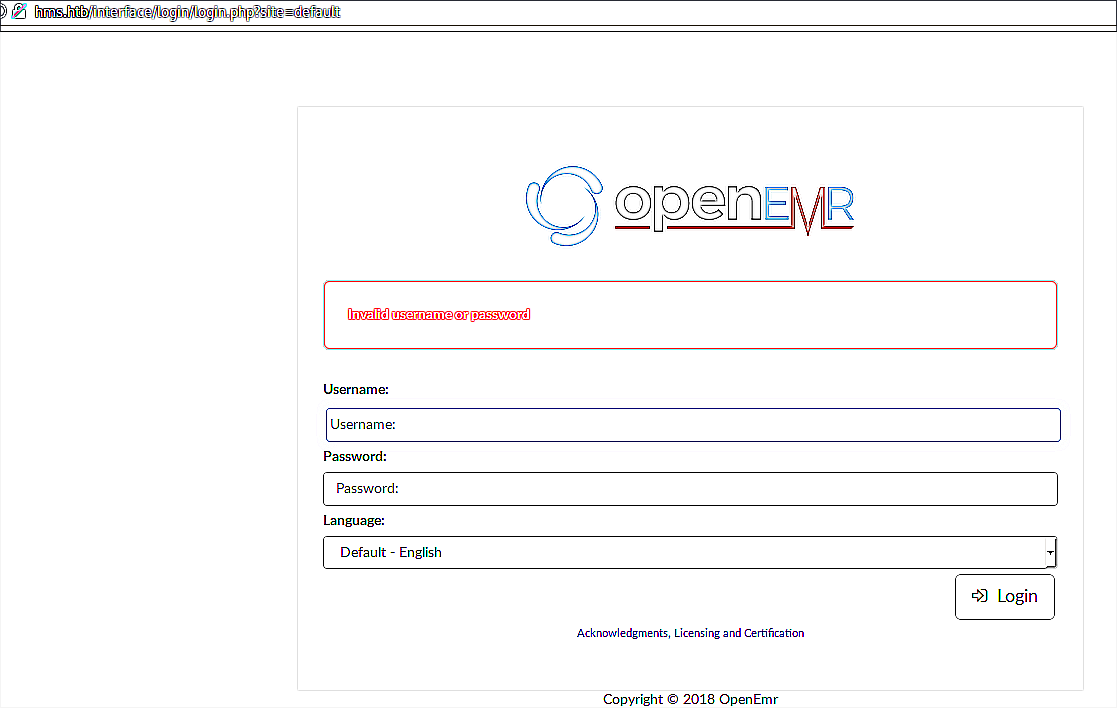 hms.htb/interface/login/login.php?site=default
openEMR
Invalid username or password
Username:
Username:
Password:
Password:
Language:
Default - English
Login
Acknowledgments, Licensing and Certification
Copyright © 2018 OpenEmr